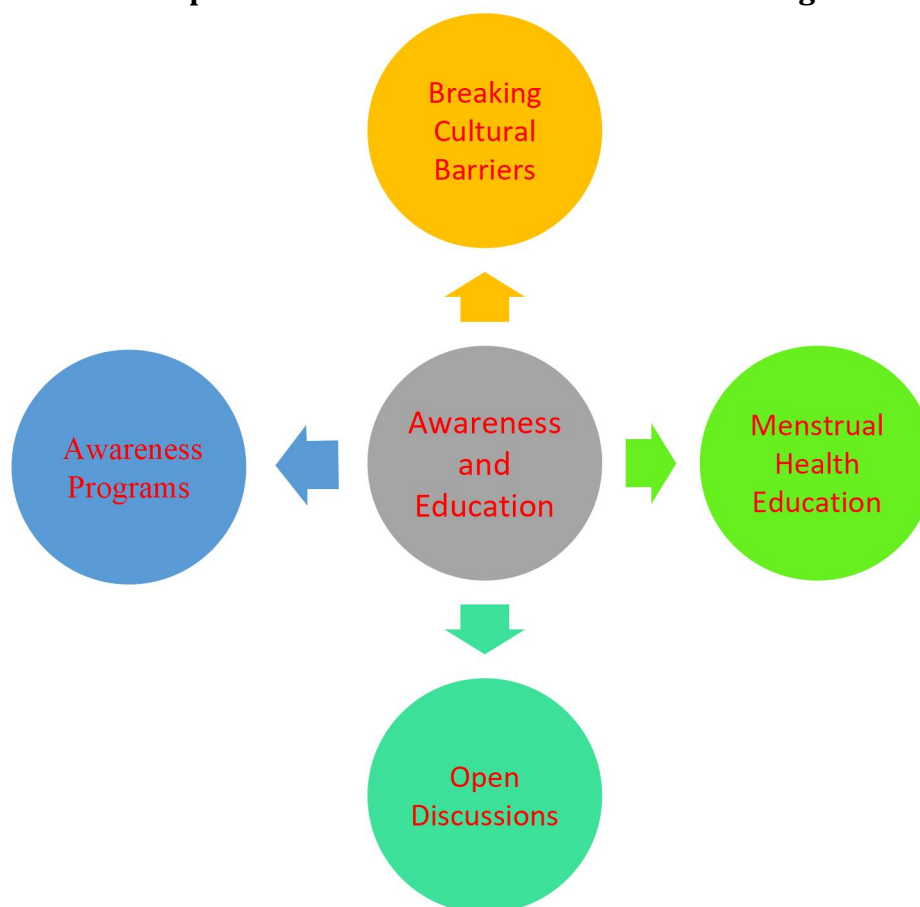 Breaking
Cultural
Barriers
Awareness
Programs
Awareness
and
Education
Menstrual
Health
Education
Open
Discussions